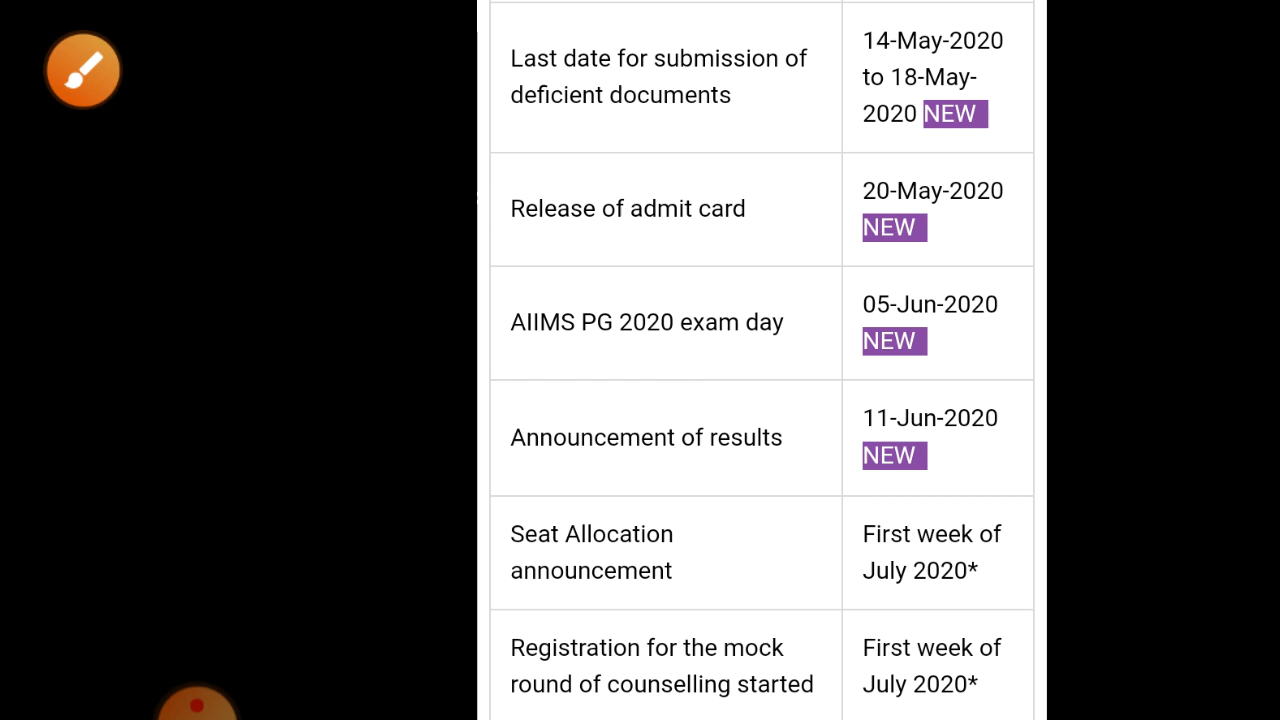 Last date for submission of
deficient documents
14-May-2020
to 18-May-
2020 NEW
Release of admit card
20-May-2020
NEW
AIIMS PG 2020 exam day
05-Jun-2020
NEW
Announcement of results
11-Jun-2020
NEW
Seat Allocation
announcement
First week of
July 2020*
Registration for the mock
round of counselling started
First week of
July 2020*